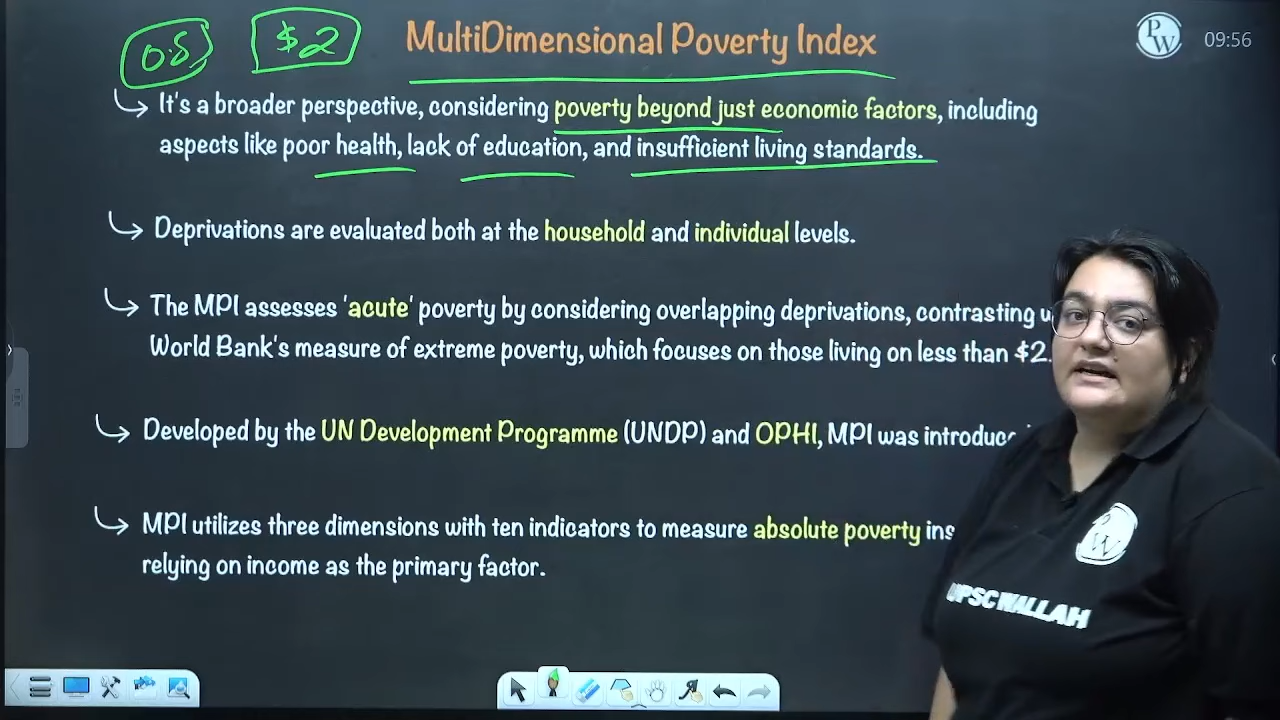 0.8 $2 MultiDimensional Poverty Index
PW 09:56
It's a broader perspective, considering poverty beyond just economic factors, including
aspects like poor health, lack of education, and insufficient living standards.
Deprivations are evaluated both at the household and individual levels.
The MPI assesses 'acute' poverty by considering overlapping deprivations, contrasting
World Bank's measure of extreme poverty, which focuses on those living on less than $2.
Developed by the UN Development Programme (UNDP) and OPHI, MPI was
MPI utilizes three dimensions with ten indicators to measure absolute poverty
relying on income as the primary factor.
PW
UPSC WALLAH